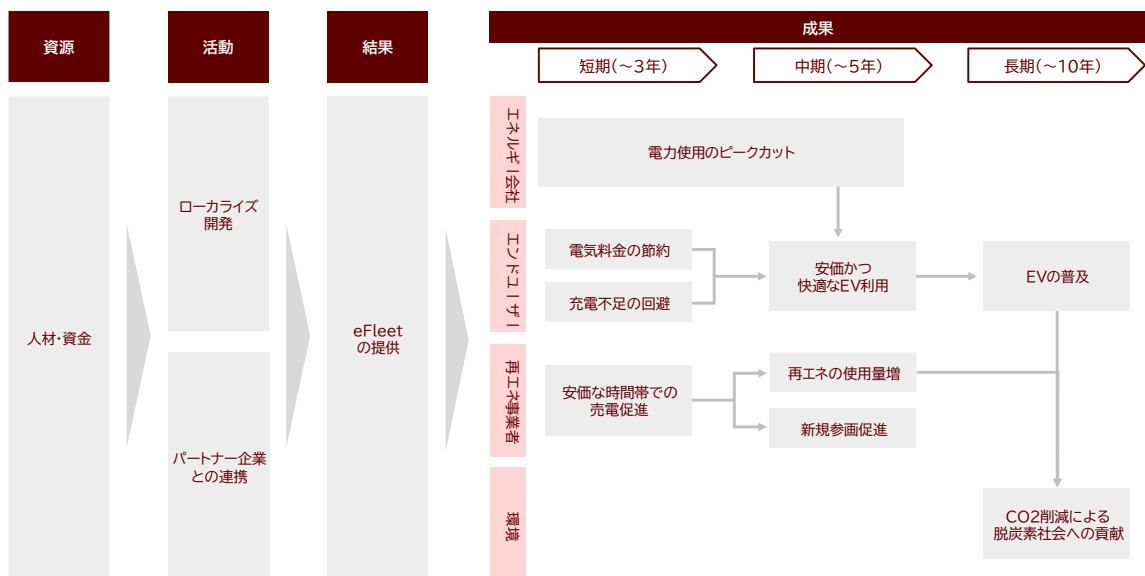 資源
活動
結果
成果
短期(～3年)
中期(～5年)
長期(～10年)
人材・資金
ローカライズ
開発
パートナー企業
との連携
eFleet
の提供
エネルギー会社
電力使用のピークカット
エンドユーザー
電気料金の節約
充電不足の回避
安価かつ
快適なEV利用
EVの普及
再エネ事業者
安価な時間帯での
売電促進
再エネの使用量増
新規参画促進
環境
CO2削減による
脱炭素社会への貢献